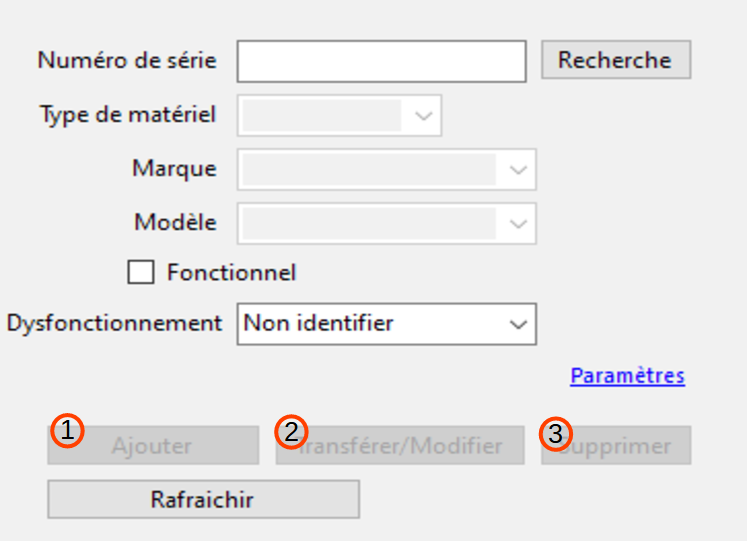 Numéro de série Recherche
Type de matériel
Marque
Modèle
Fonctionnel
Dysfonctionnement Non identifier
Paramètres
1 Ajouter 2 Transférer/Modifier 3 Supprimer
Rafraichir